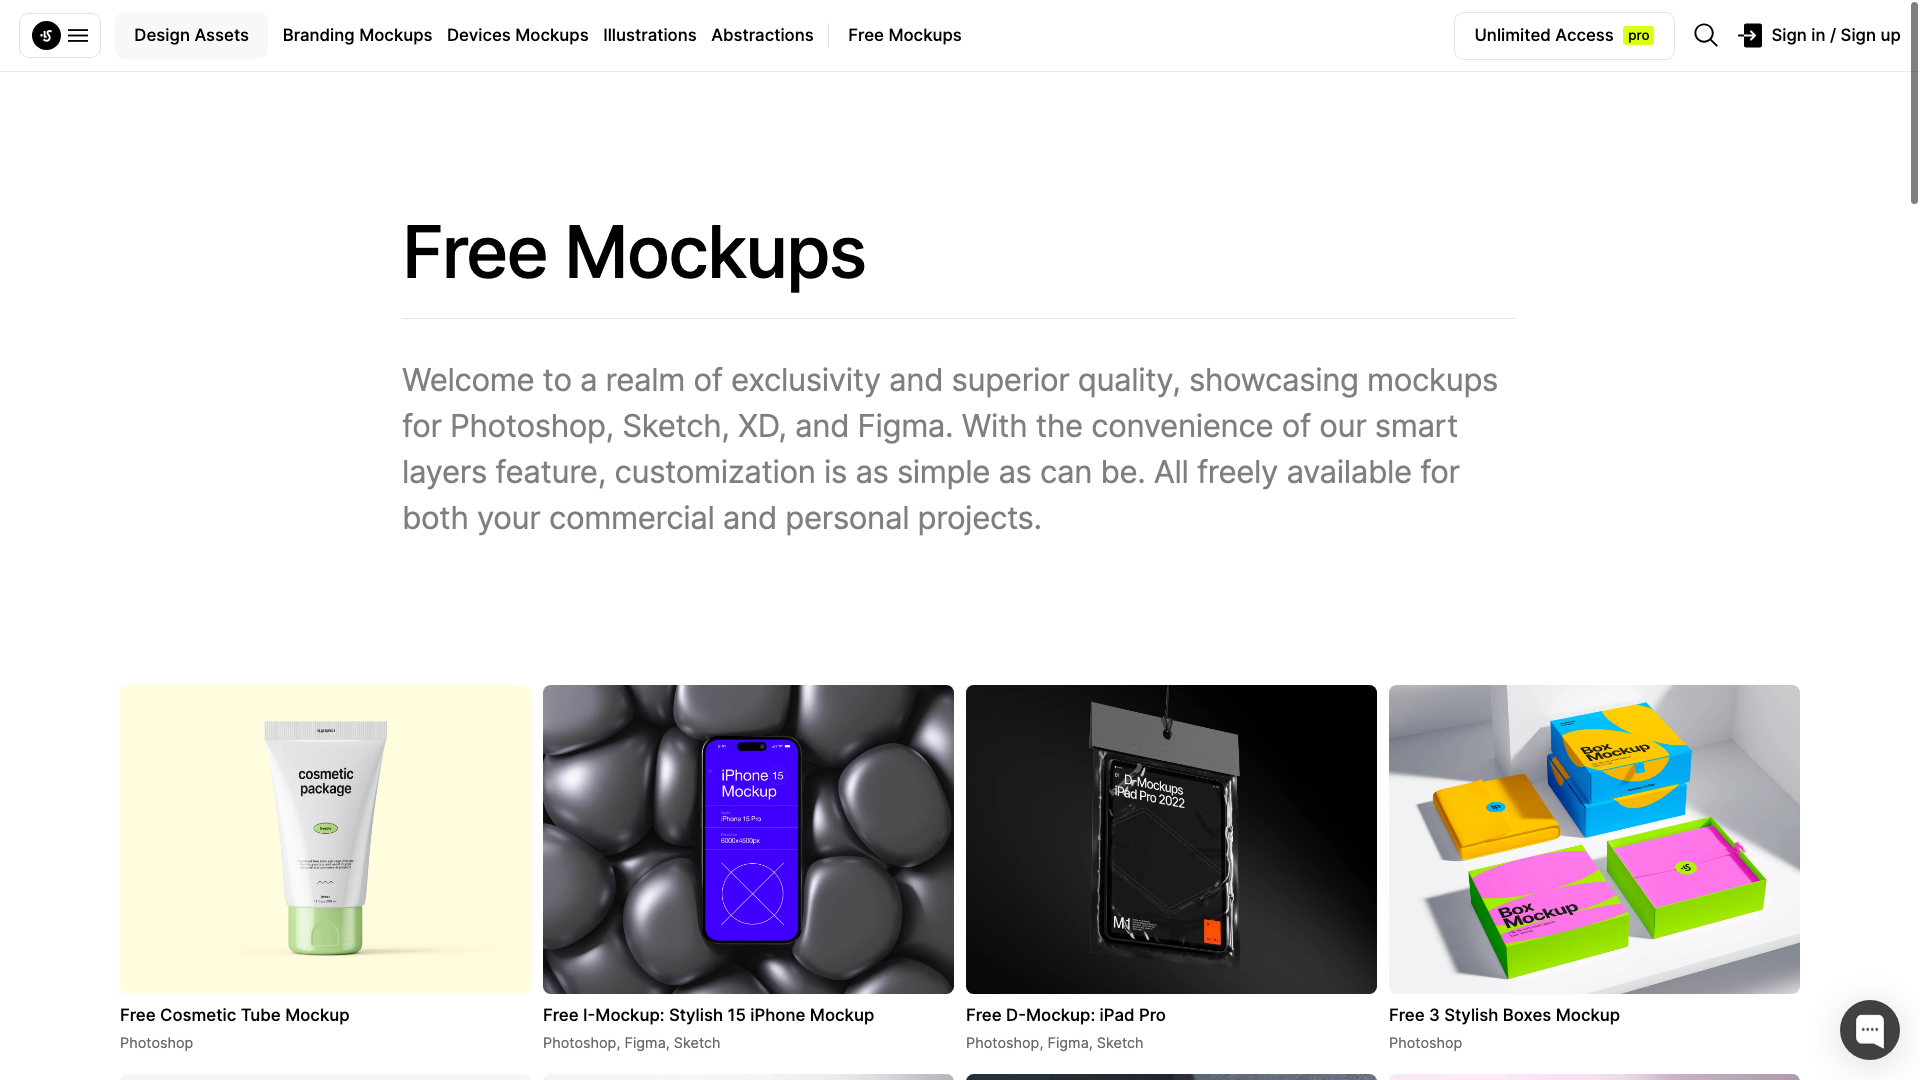 Design Assets
Branding Mockups
Devices Mockups
Illustrations
Abstractions
Free Mockups
Unlimited Access pro
Sign in / Sign up
Free Mockups
Welcome to a realm of exclusivity and superior quality, showcasing mockups
for Photoshop, Sketch, XD, and Figma. With the convenience of our smart
layers feature, customization is as simple as can be. All freely available for
both your commercial and personal projects.
cosmetic
package
iPhone 15
Mockup
iPhone 15 Pro
6000x4500px
Dr Mockups
iPad Pro 2022
M1
Box
Mockup
Box
Mockup
Free Cosmetic Tube Mockup
Photoshop
Free I-Mockup: Stylish 15 iPhone Mockup
Photoshop, Figma, Sketch
Free D-Mockup: iPad Pro
Photoshop, Figma, Sketch
Free 3 Stylish Boxes Mockup
Photoshop